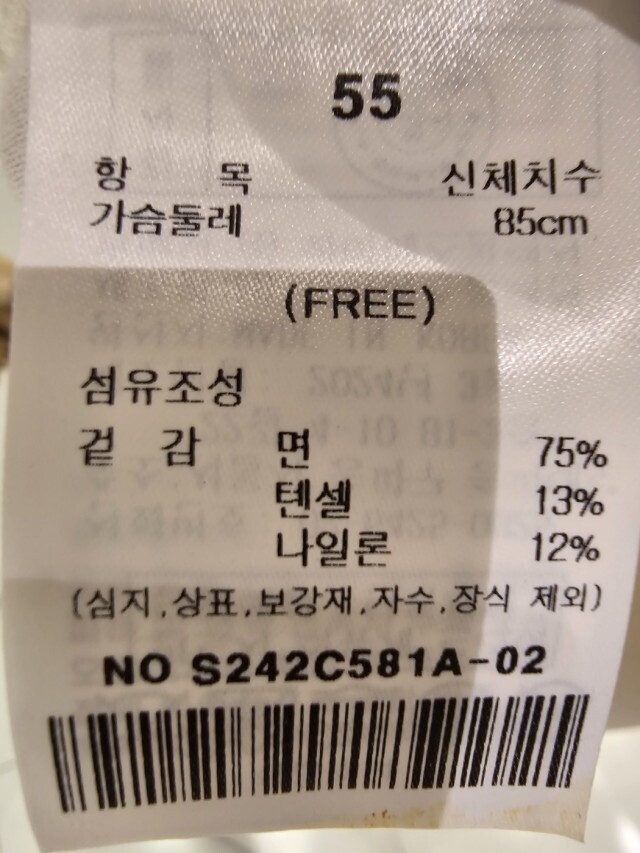 55
항 목 신체치수
가슴둘레 85cm
(FREE)
섬유조성
겉 감 면 75%
텐셀 13%
나일론 12%
(심지,상표,보강재,자수,장식 제외)
NO S242C581A-02